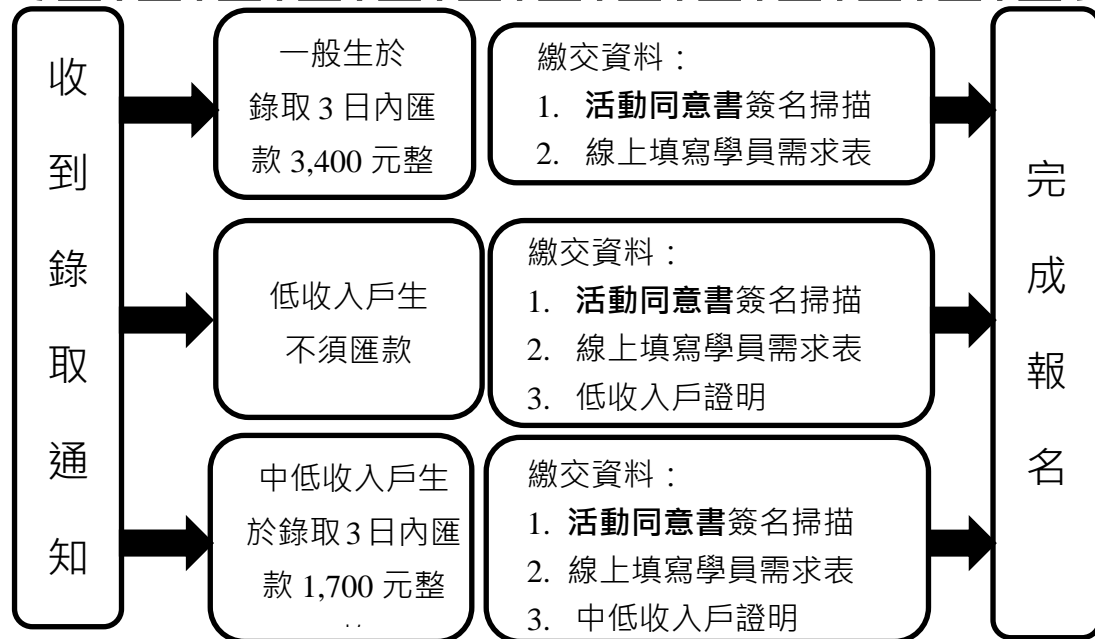 收
到
錄
取
通
知
一般生於
錄取 3 日內匯
款 3,400 元整
繳交資料：
1. 活動同意書簽名掃描
2. 線上填寫學員需求表
低收入戶生
不須匯款
繳交資料：
1. 活動同意書簽名掃描
2. 線上填寫學員需求表
3. 低收入戶證明
中低收入戶生
於錄取 3 日內匯
款 1,700 元整
繳交資料：
1. 活動同意書簽名掃描
2. 線上填寫學員需求表
3. 中低收入戶證明
完
成
報
名